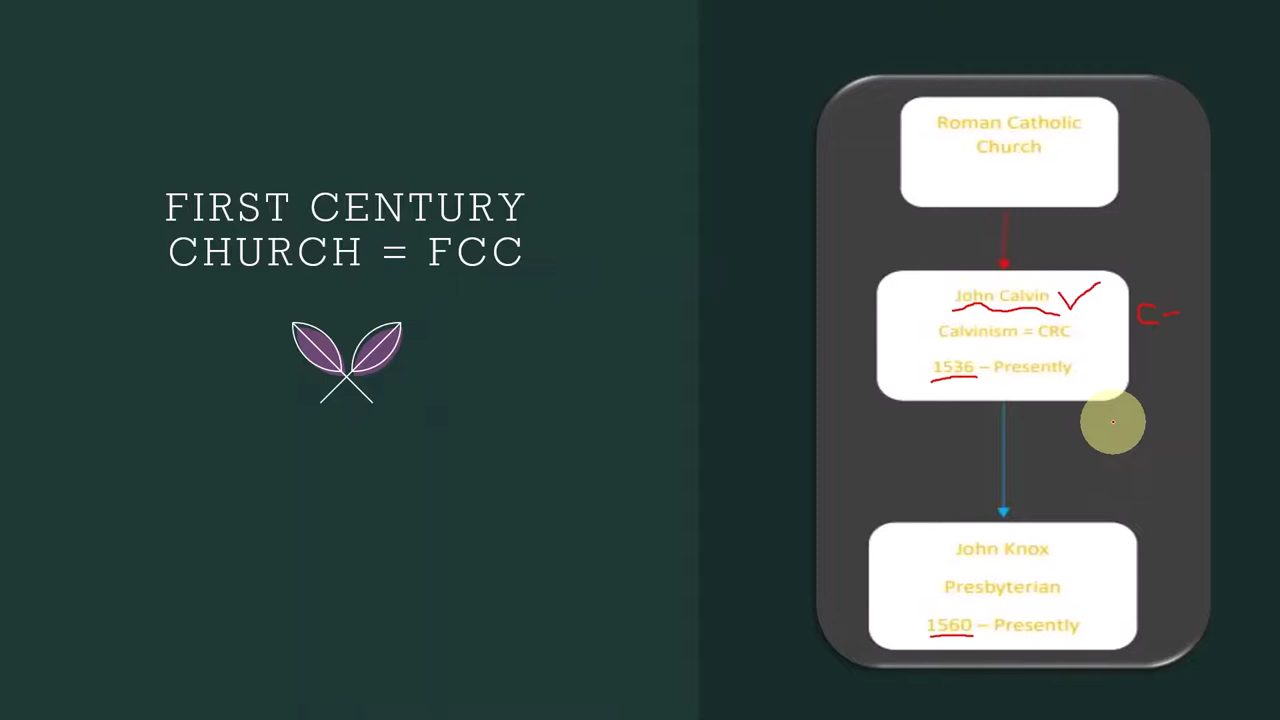 FIRST CENTURY
CHURCH = FCC
Roman Catholic
Church
John Calvin
Calvinism = CRC
1536 – Presently
C-
John Knox
Presbyterian
1560 – Presently